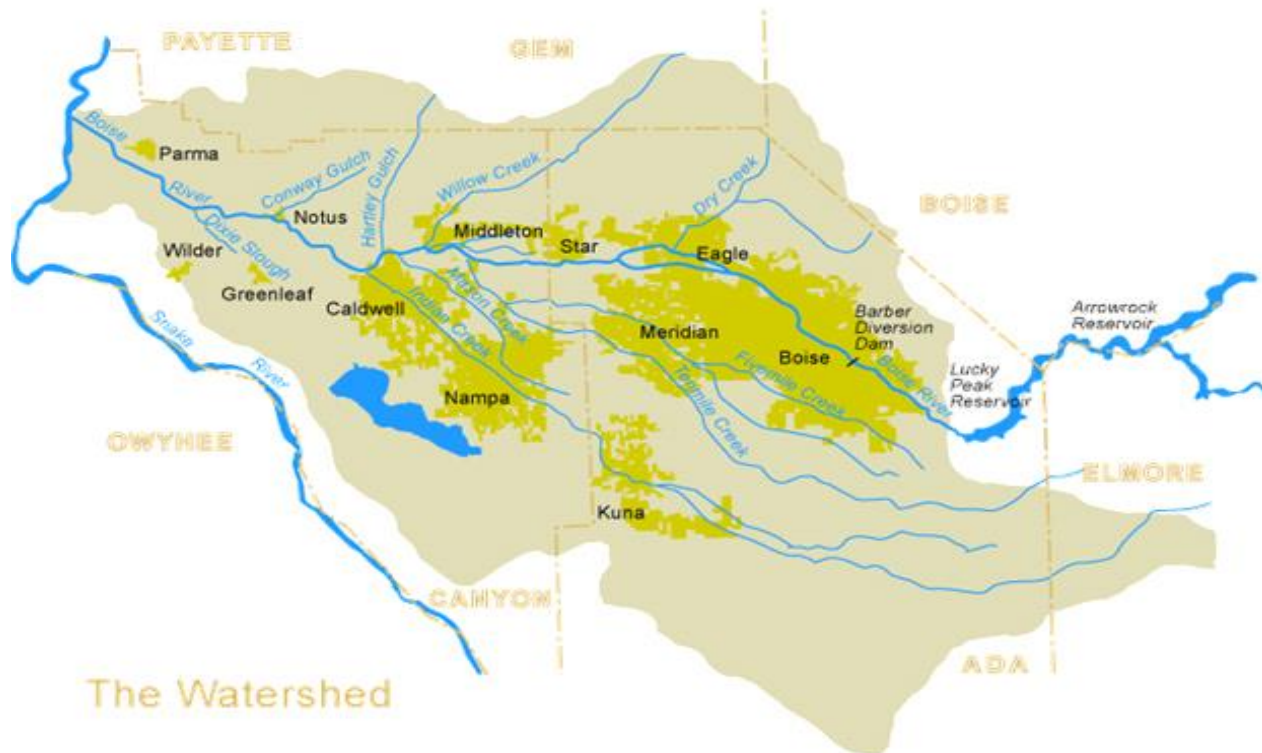 PAYETTE
GEM
Boise
Parma
River
Conway Gulch
Hartley Gulch
Willow Creek
Dry Creek
BOISE
Notus
Dixie Slough
Wilder
Greenleaf
Middleton
Star
Eagle
Caldwell
Mason Creek
Indian Creek
Meridian
Boise
Barber
Diversion
Dam
Arrowrock
Reservoir
Boise River
Lucky
Peak
Reservoir
Fivemile Creek
Tenmile Creek
Snake
River
Nampa
OWYHEE
ELMORE
Kuna
CANYON
ADA
The Watershed